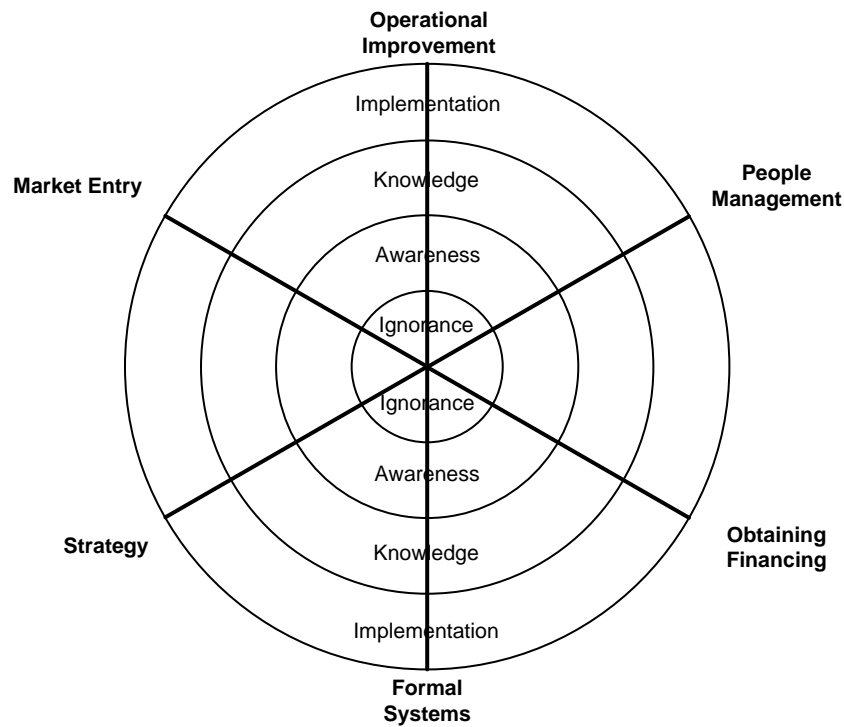 Operational
Improvement
Implementation
Knowledge
Market Entry
People
Management
Awareness
Ignorance
Ignorance
Awareness
Strategy
Knowledge
Obtaining
Financing
Implementation
Formal
Systems